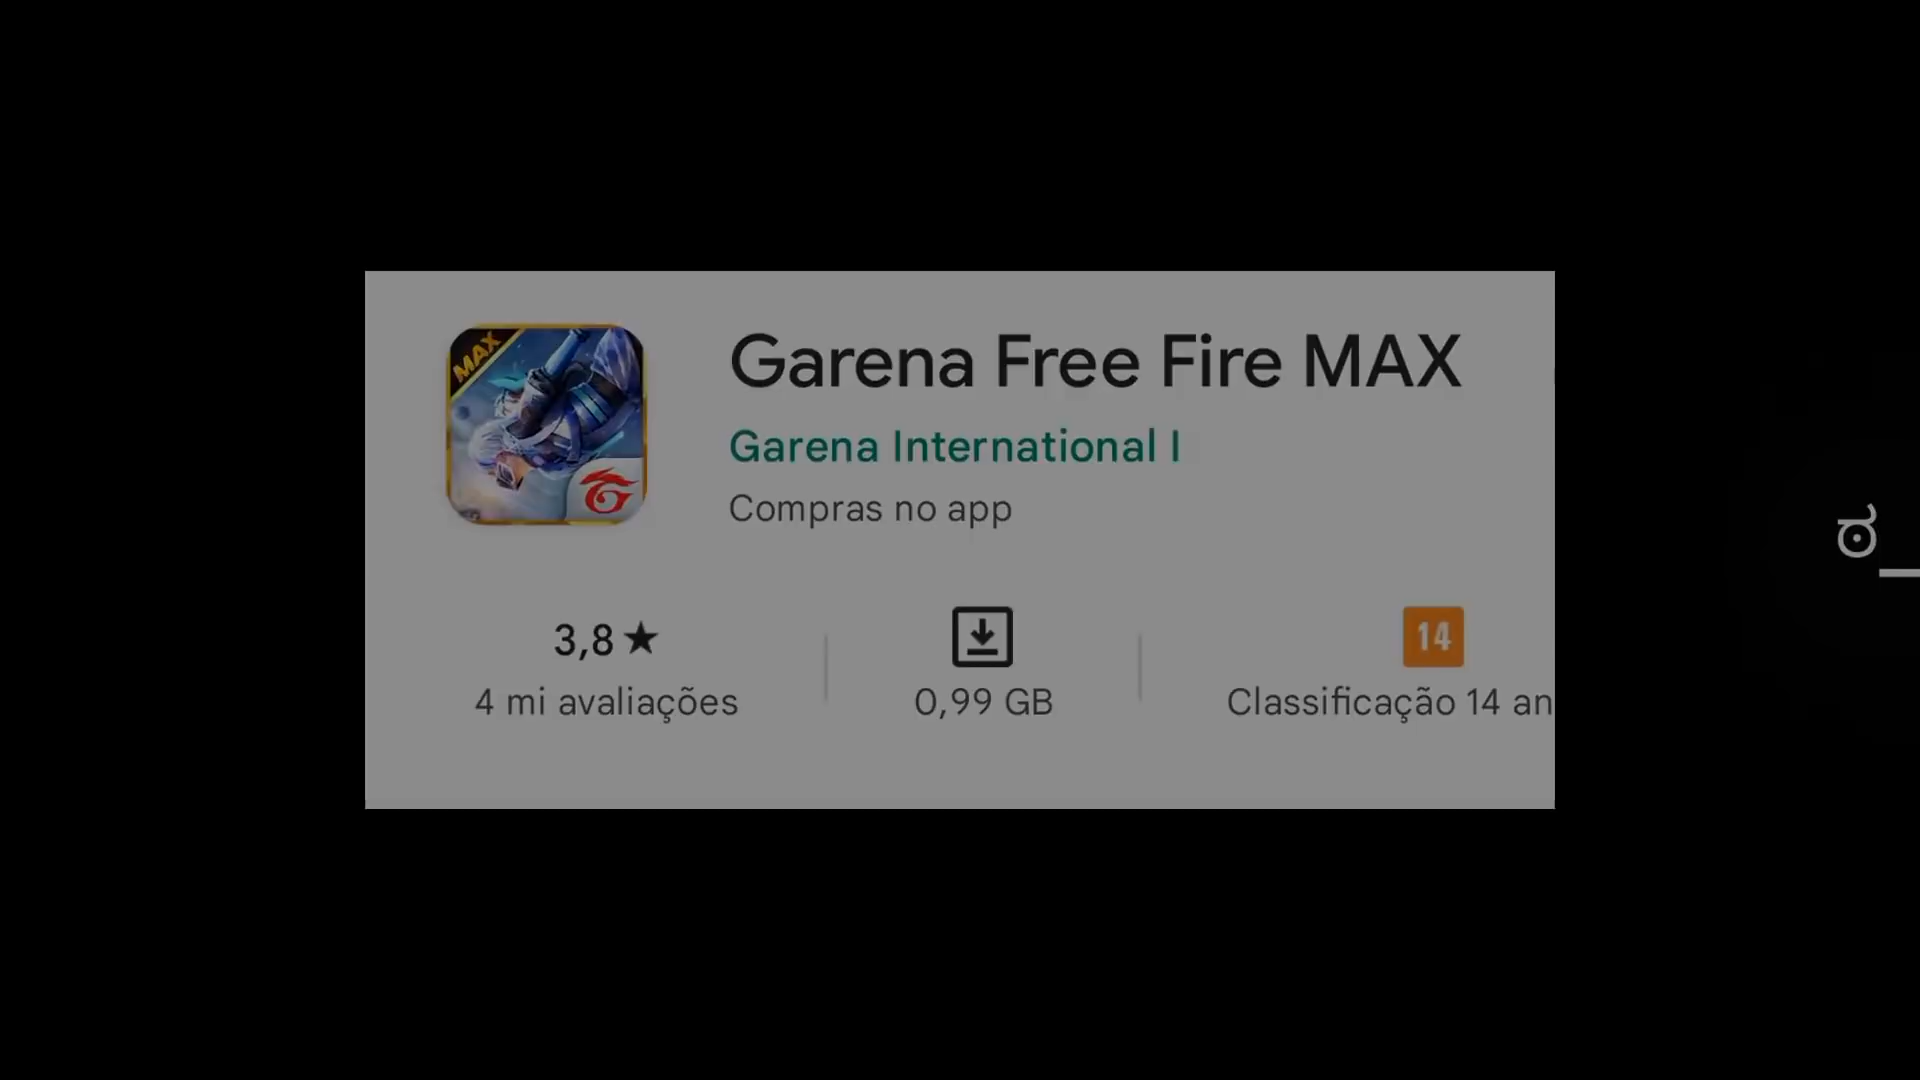 MAX
Garena Free Fire MAX
Garena International I
Compras no app
3,8★
4 mi avaliações
0,99 GB
14
Classificação 14 an